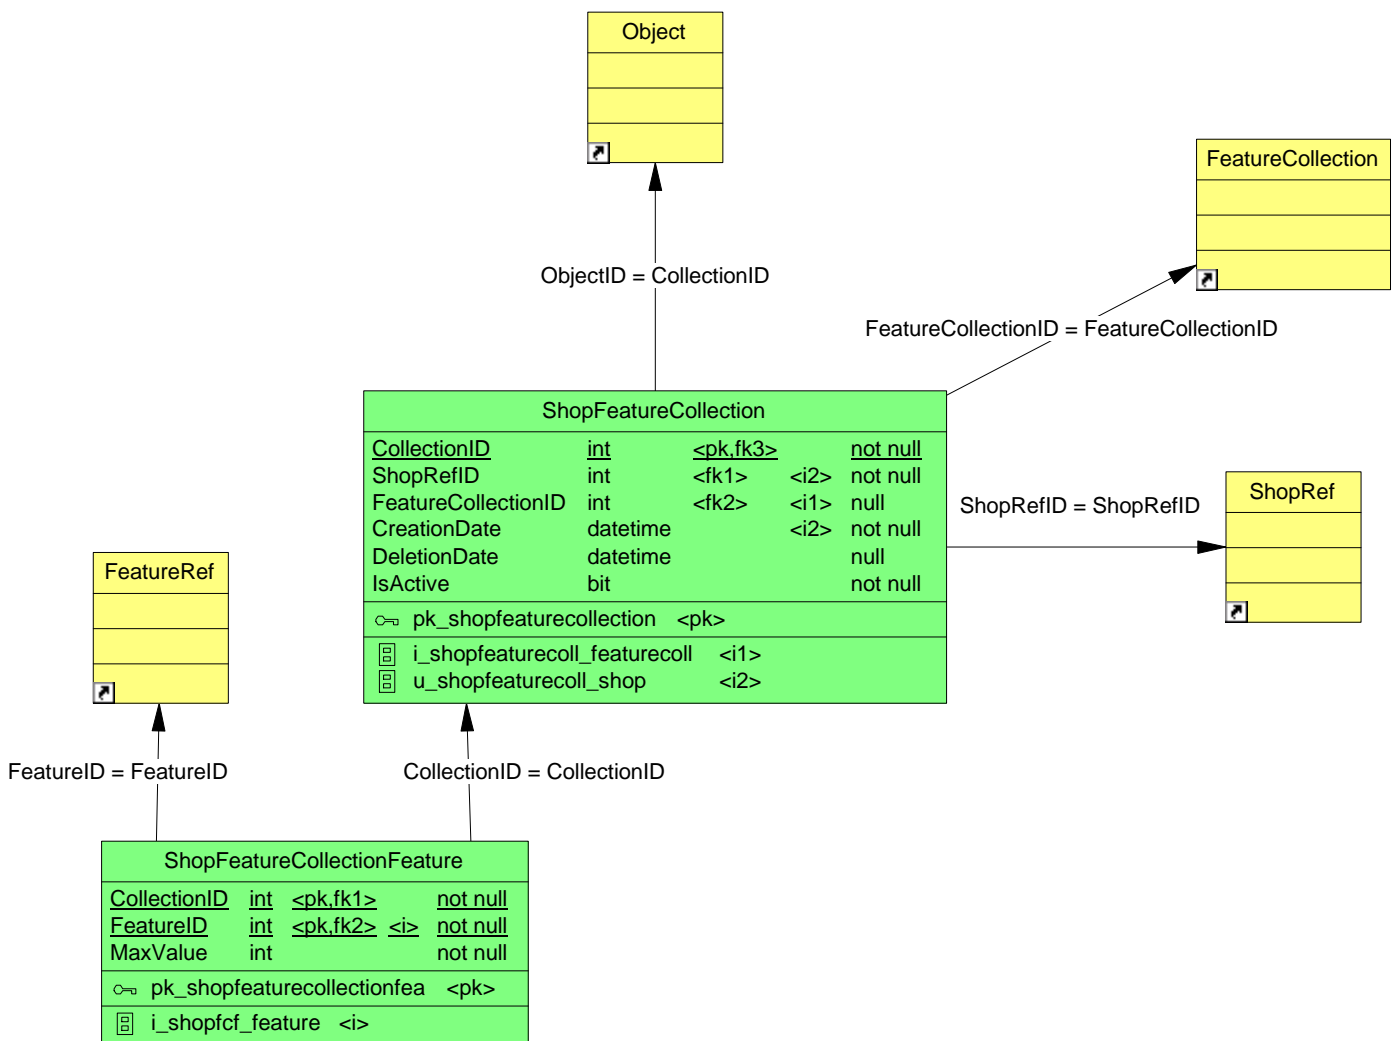 Object
FeatureCollection
ObjectID = CollectionID
FeatureCollectionID = FeatureCollectionID
ShopFeatureCollection
CollectionID int <pk,fk3> not null
ShopRefID int <fk1> <i2> not null
FeatureCollectionID int <fk2> <i1> null
CreationDate datetime <i2> not null
DeletionDate datetime null
IsActive bit not null
pk_shopfeaturecollection <pk>
i_shopfeaturecoll_featurecoll <i1>
u_shopfeaturecoll_shop <i2>
ShopRefID = ShopRefID
ShopRef
FeatureRef
FeatureID = FeatureID
CollectionID = CollectionID
ShopFeatureCollectionFeature
CollectionID int <pk,fk1> not null
FeatureID int <pk,fk2> <i> not null
MaxValue int not null
pk_shopfeaturecollectionfea <pk>
i_shopfcf_feature <i>